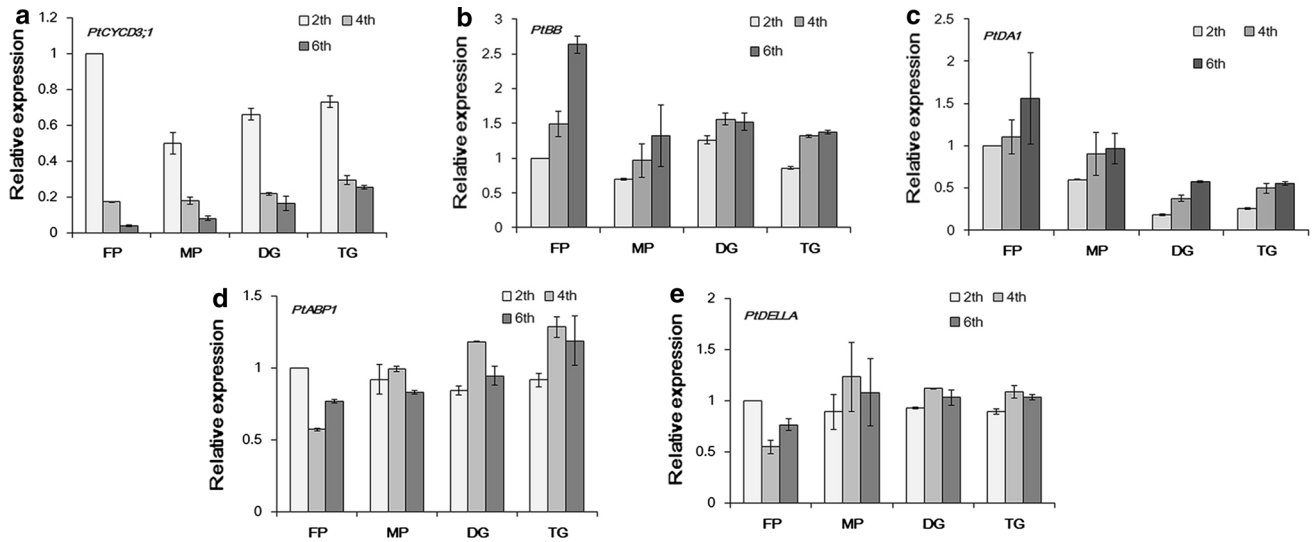 a
PtCYCD3;1
2th 4th
6th
Relative expression
1.2
1
0.8
0.6
0.4
0.2
0
FP MP DG TG
b
PtBB
2th 4th
6th
Relative expression
3
2.5
2
1.5
1
0.5
0
FP MP DG TG
c
PtDA1
2th 4th
6th
Relative expression
2.5
2
1.5
1
0.5
0
FP MP DG TG
d
PtABP1
2th 4th
6th
Relative expression
1.5
1
0.5
0
FP MP DG TG
e
PtDELLA
2th 4th
6th
Relative expression
2
1.5
1
0.5
0
FP MP DG TG